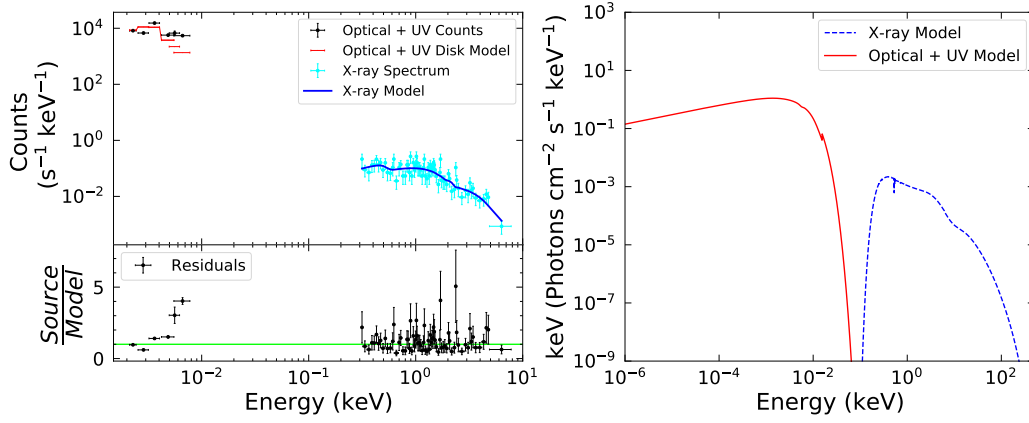 10⁴
10²
10⁰
10⁻²
Counts
(s⁻¹ keV⁻¹)
Optical + UV Counts
Optical + UV Disk Model
X-ray Spectrum
X-ray Model
5
0
Source
Model
Residuals
10⁻²
10⁻¹
10⁰
10¹
Energy (keV)
10³
10¹
10⁻¹
10⁻³
10⁻⁵
10⁻⁷
10⁻⁹
keV (Photons cm⁻² s⁻¹ keV⁻¹)
X-ray Model
Optical + UV Model
10⁻⁶
10⁻⁴
10⁻²
10⁰
10²
Energy (keV)